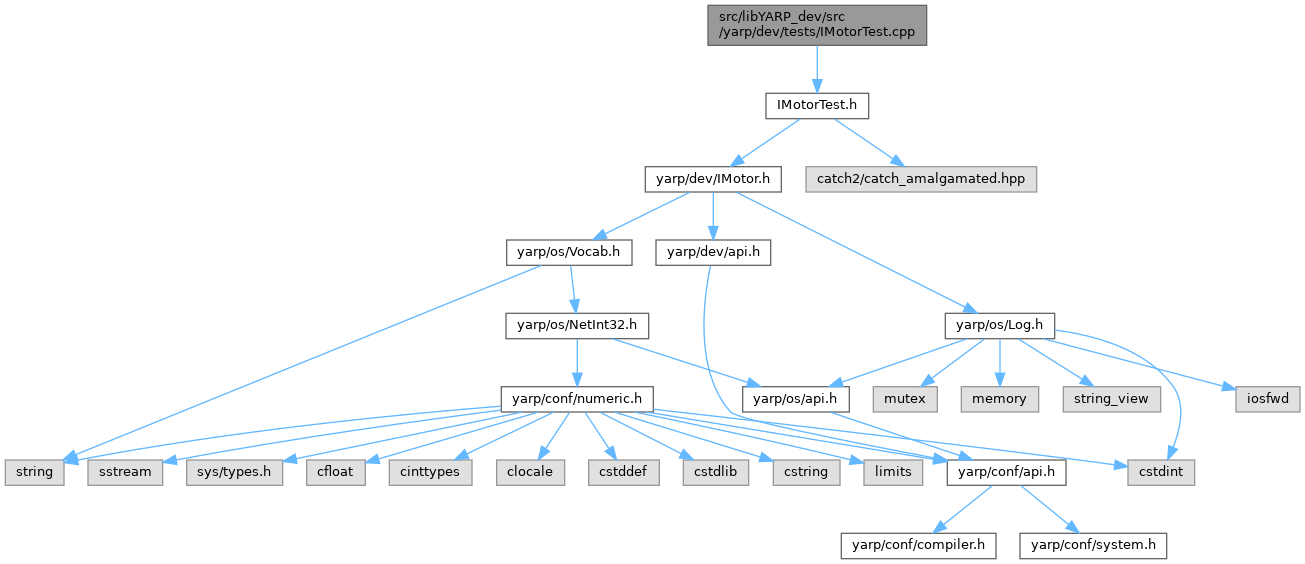 src/libYARP_dev/src
/yarp/dev/tests/IMotorTest.cpp
IMotorTest.h
yarp/dev/IMotor.h
catch2/catch_amalgamated.hpp
yarp/os/Vocab.h
yarp/dev/api.h
yarp/os/NetInt32.h
yarp/os/Log.h
yarp/conf/numeric.h
yarp/os/api.h
mutex
memory
string_view
iosfwd
string
sstream
sys/types.h
cfloat
cinttypes
clocale
cstddef
cstdlib
cstring
limits
yarp/conf/api.h
cstdint
yarp/conf/compiler.h
yarp/conf/system.h